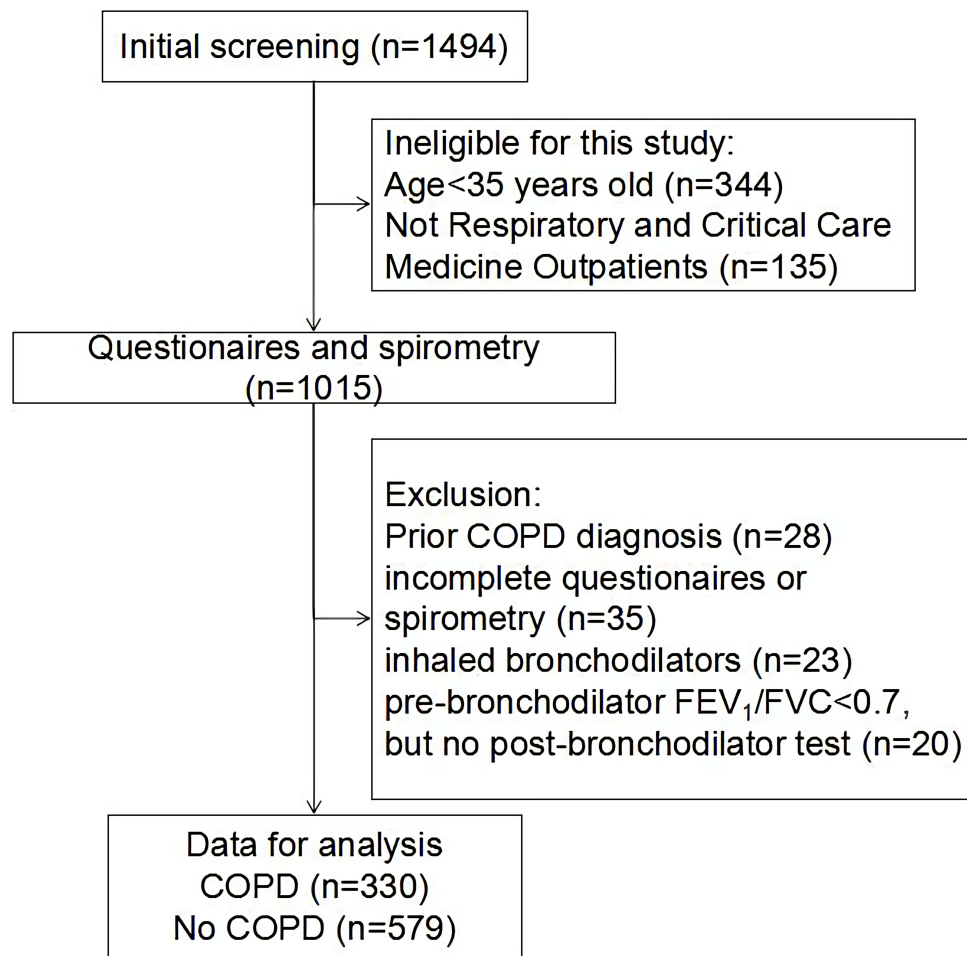 Initial screening (n=1494)
Ineligible for this study:
Age<35 years old (n=344)
Not Respiratory and Critical Care
Medicine Outpatients (n=135)
Questionaires and spirometry
(n=1015)
Exclusion:
Prior COPD diagnosis (n=28)
incomplete questionaires or
spirometry (n=35)
inhaled bronchodilators (n=23)
pre-bronchodilator FEV₁/FVC<0.7,
but no post-bronchodilator test (n=20)
Data for analysis
COPD (n=330)
No COPD (n=579)